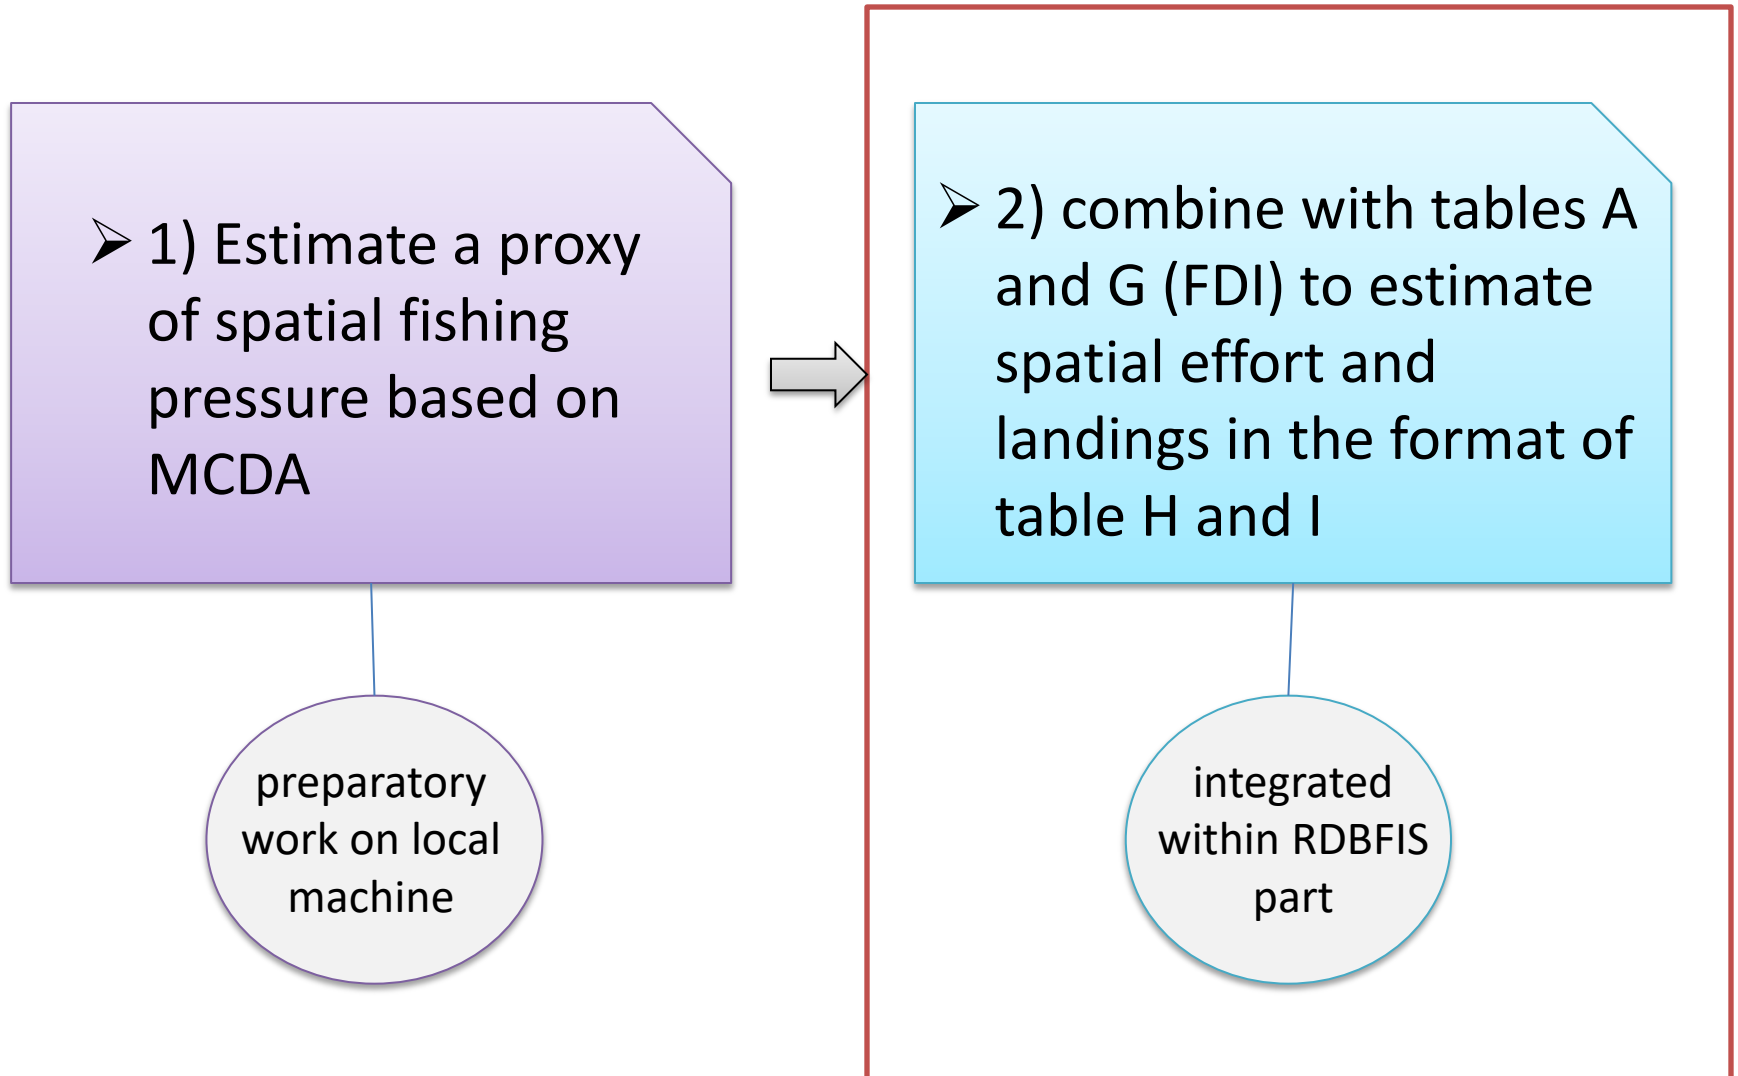 ➢ 1) Estimate a proxy
of spatial fishing
pressure based on
MCDA
➢ 2) combine with tables A
and G (FDI) to estimate
spatial effort and
landings in the format of
table H and I
preparatory
work on local
machine
integrated
within RDBFIS
part